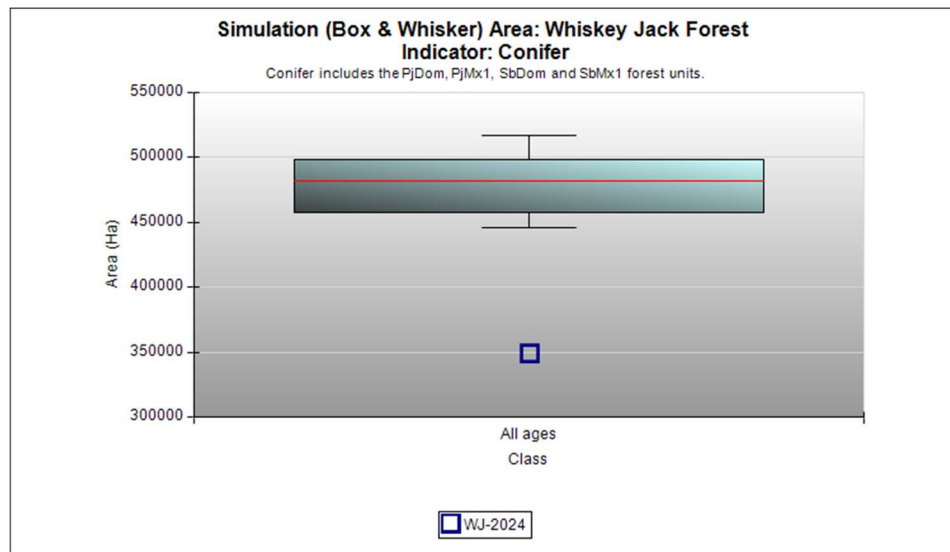 Simulation (Box & Whisker) Area: Whiskey Jack Forest
Indicator: Conifer
Conifer includes the PjDom, PjMx1, SbDom and SbMx1 forest units.
550000
500000
450000
400000
350000
300000
Area (Ha)
All ages
Class
WJ-2024